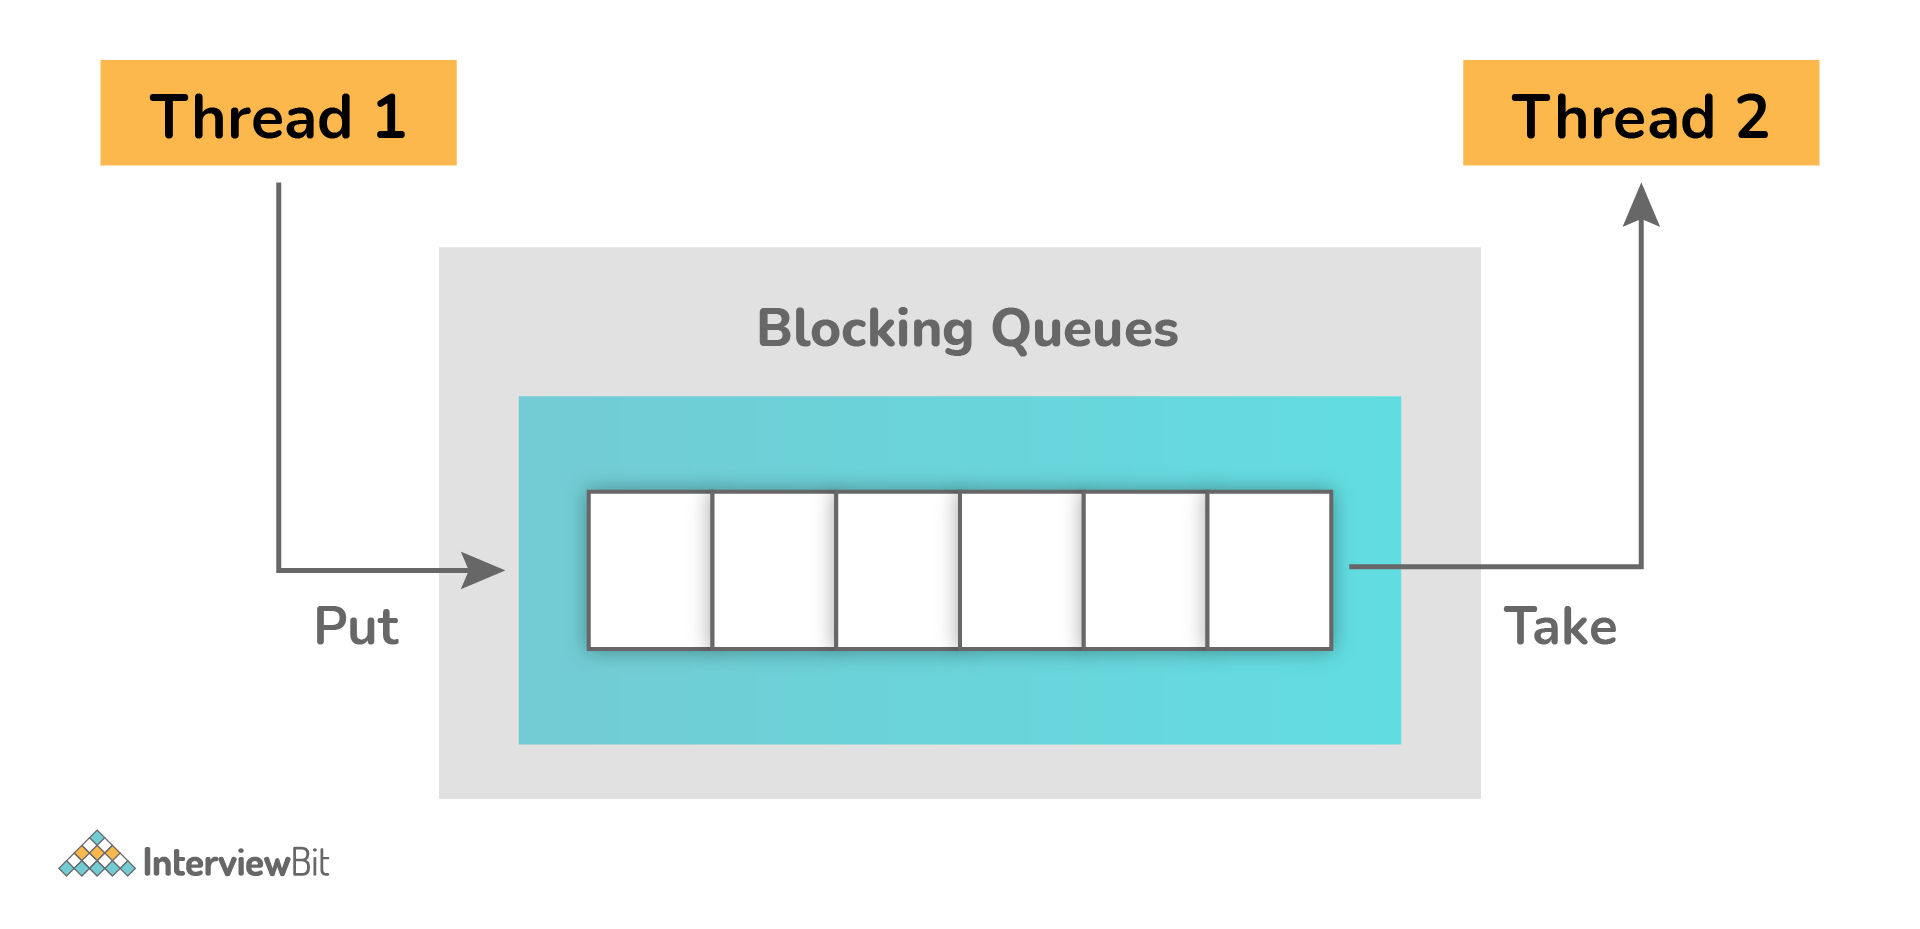 Thread 1
Thread 2
Blocking Queues
Put
Take
InterviewBit